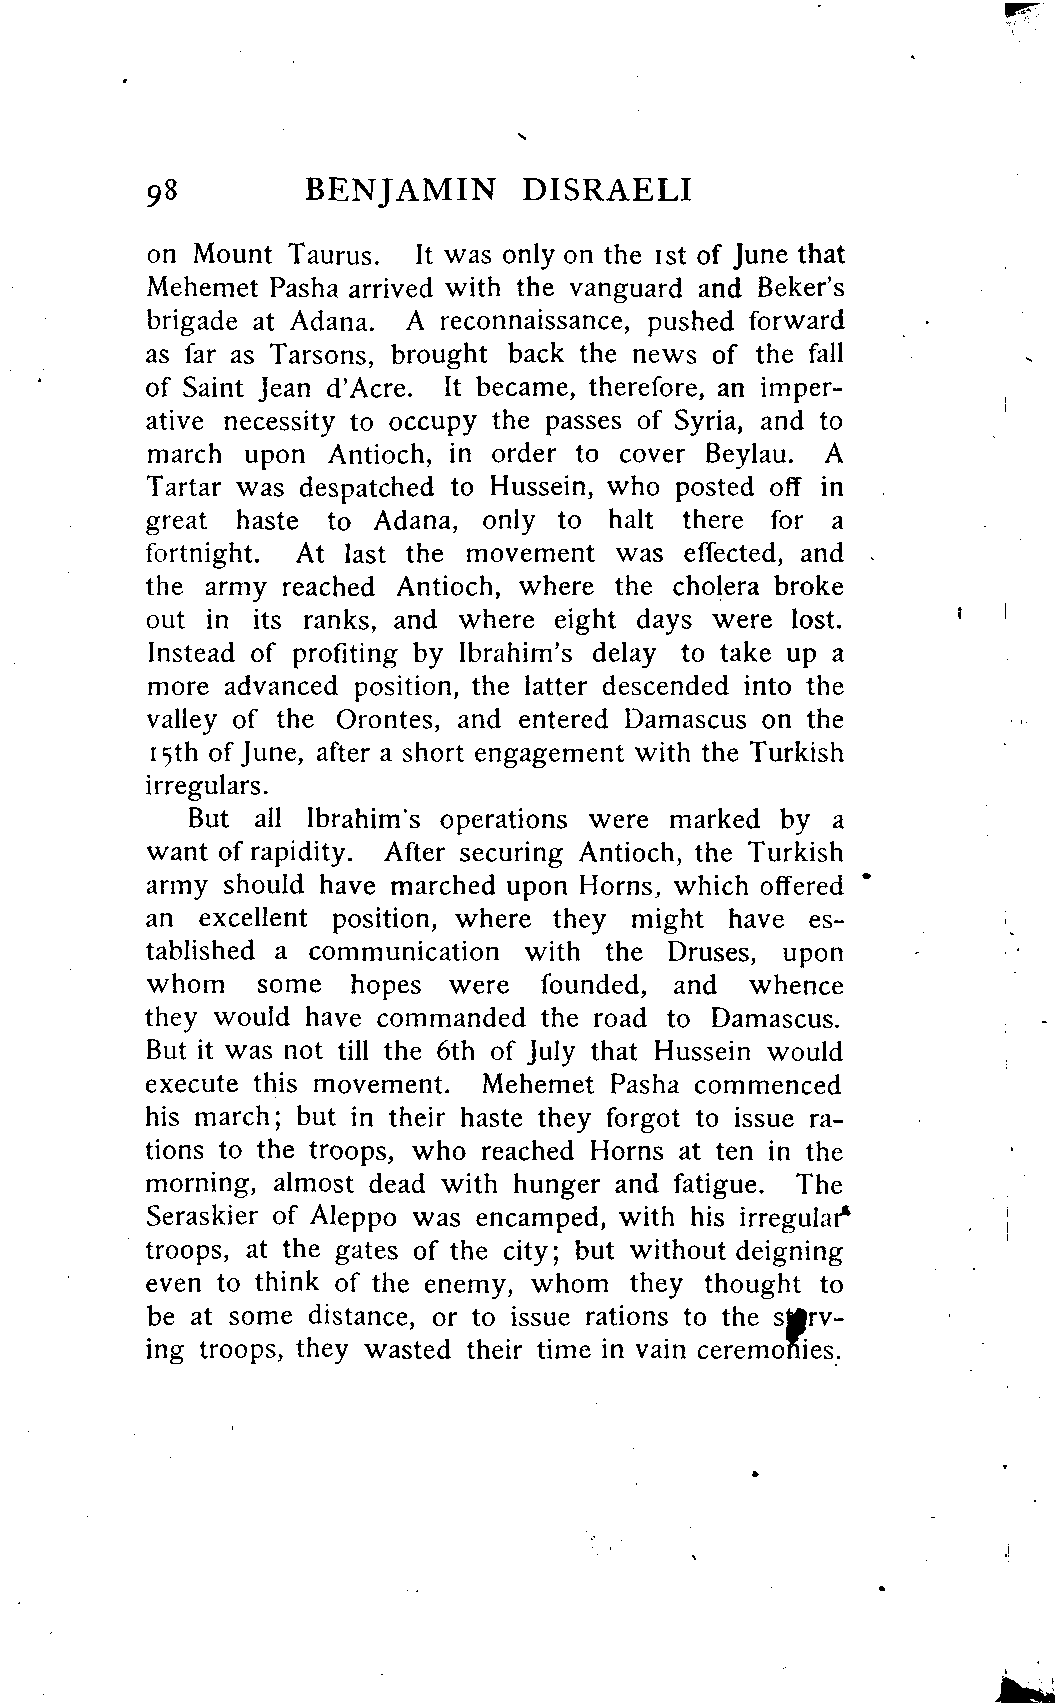 98 BENJAMIN DISRAELI
on Mount Taurus. It was only on the 1st of June that
Mehemet Pasha arrived with the vanguard and Beker's
brigade at Adana. A reconnaissance, pushed forward
as far as Tarsons, brought back the news of the fall
of Saint Jean d'Acre. It became, therefore, an imper-
ative necessity to occupy the passes of Syria, and to
march upon Antioch, in order to cover Beylau. A
Tartar was despatched to Hussein, who posted off in
great haste to Adana, only to halt there for a
fortnight. At last the movement was effected, and
the army reached Antioch, where the cholera broke
out in its ranks, and where eight days were lost.
Instead of profiting by Ibrahim's delay to take up a
more advanced position, the latter descended into the
valley of the Orontes, and entered Damascus on the
15th of June, after a short engagement with the Turkish
irregulars.
But all Ibrahim's operations were marked by a
want of rapidity. After securing Antioch, the Turkish
army should have marched upon Horns, which offered
an excellent position, where they might have es-
tablished a communication with the Druses, upon
whom some hopes were founded, and whence
they would have commanded the road to Damascus.
But it was not till the 6th of July that Hussein would
execute this movement. Mehemet Pasha commenced
his march; but in their haste they forgot to issue ra-
tions to the troops, who reached Horns at ten in the
morning, almost dead with hunger and fatigue. The
Seraskier of Aleppo was encamped, with his irregular
troops, at the gates of the city; but without deigning
even to think of the enemy, whom they thought to
be at some distance, or to issue rations to the starv-
ing troops, they wasted their time in vain ceremonies.